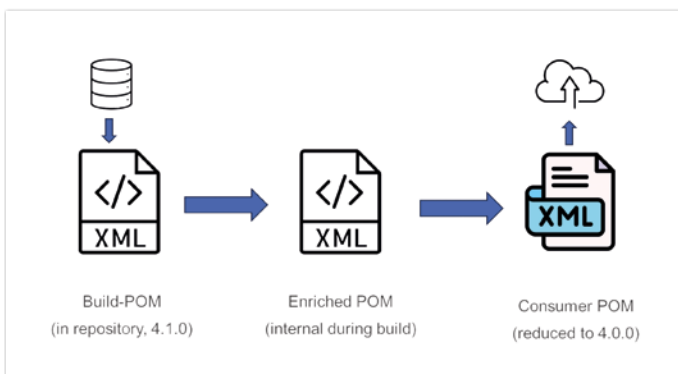 </>
XML
</>
XML
XML
Build-POM
(in repository, 4.1.0)
Enriched POM
(internal during build)
Consumer POM
(reduced to 4.0.0)